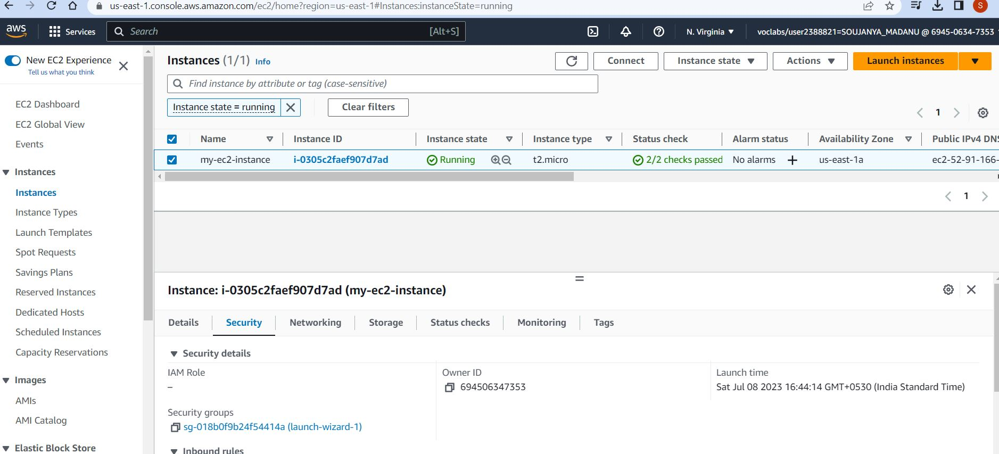 us-east-1.console.aws.amazon.com/ec2/home?region=us-east-1#Instances:instanceState=running
S
aws
Services
Search
[Alt+S]
N. Virginia
voclabs/user2388821=SOUJANYA_MADANU @ 6945-0634-7353
New EC2 Experience
Tell us what you think
EC2 Dashboard
EC2 Global View
Events
Instances
Instances
Instance Types
Launch Templates
Spot Requests
Savings Plans
Reserved Instances
Dedicated Hosts
Scheduled Instances
Capacity Reservations
Images
AMIs
AMI Catalog
Elastic Block Store
Instances (1/1) Info
Connect
Instance state
Actions
Launch instances
Find instance by attribute or tag (case-sensitive)
Instance state = running
Clear filters
1
Name
Instance ID
Instance state
Instance type
Status check
Alarm status
Availability Zone
Public IPv4 DNS
my-ec2-instance
i-0305c2faef907d7ad
Running
t2.micro
2/2 checks passed
No alarms
us-east-1a
ec2-52-91-166-
1
Instance: i-0305c2faef907d7ad (my-ec2-instance)
Details
Security
Networking
Storage
Status checks
Monitoring
Tags
Security details
IAM Role
–
Owner ID
694506347353
Launch time
Sat Jul 08 2023 16:44:14 GMT+0530 (India Standard Time)
Security groups
sg-018b0f9b24f54414a (launch-wizard-1)
Inbound rules